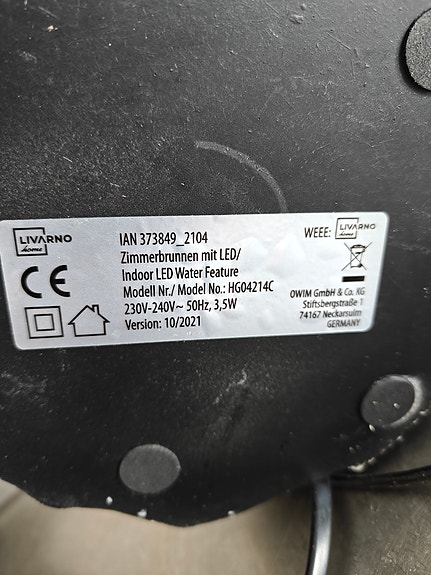 LIVARNO
home
IAN 373849_2104
Zimmerbrunnen mit LED/
Indoor LED Water Feature
Modell Nr./ Model No.: HG04214C
230V-240V~ 50Hz, 3,5W
Version: 10/2021
CE
WEEE: LIVARNO
home
OWIM GmbH & Co. KG
Stiftsbergstraße 1
74167 Neckarsulm
GERMANY